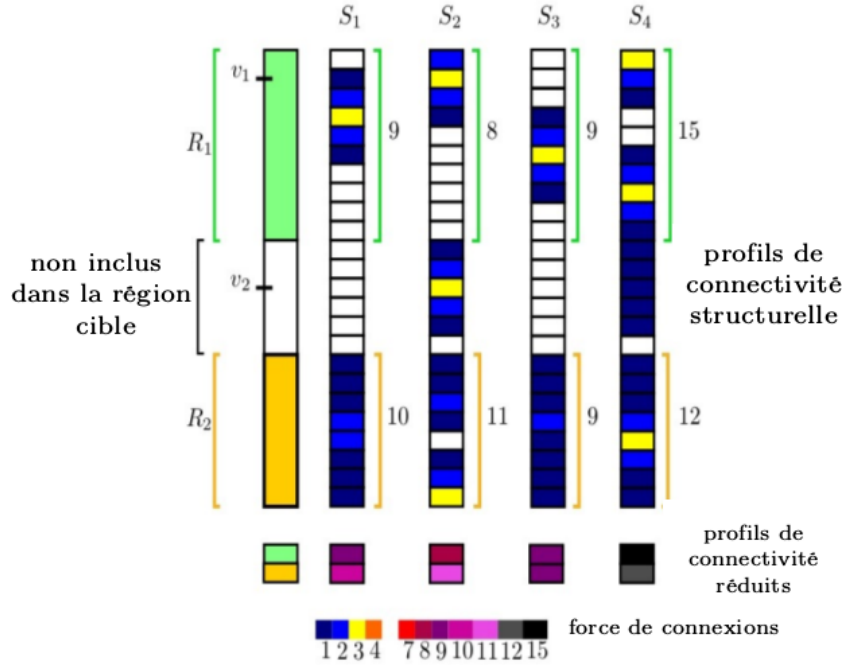 S₁ S₂ S₃ S₄
v₁
R₁ 9 8 9 15
non inclus
dans la région
cible
v₂
profils de
connectivité
structurelle
R₂ 10 11 9 12
profils de
connectivité
réduits
force de connexions
1 2 3 4 7 8 9 10 11 12 15